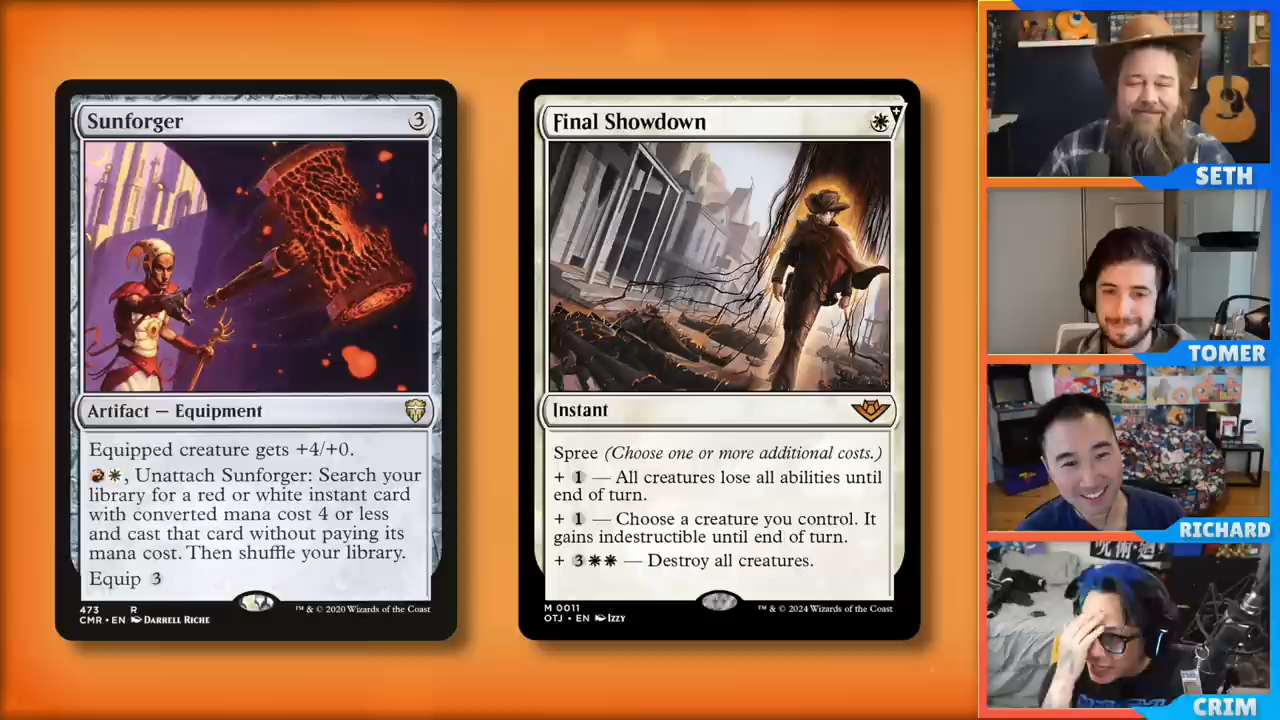 Sunforger 3
Artifact — Equipment
Equipped creature gets +4/+0.
, Unattach Sunforger: Search your
library for a red or white instant card
with converted mana cost 4 or less
and cast that card without paying its
mana cost. Then shuffle your library.
Equip 3
473 R
CMR • EN DARRELL RICHE
™ & © 2020 Wizards of the Coast
Final Showdown
Instant
Spree (Choose one or more additional costs.)
+ 1 — All creatures lose all abilities until
end of turn.
+ 1 — Choose a creature you control. It
gains indestructible until end of turn.
+ 3 — Destroy all creatures.
M 0011
OTJ • EN IZZY
™ & © 2024 Wizards of the Coast
SETH
TOMER
RICHARD
CRIM